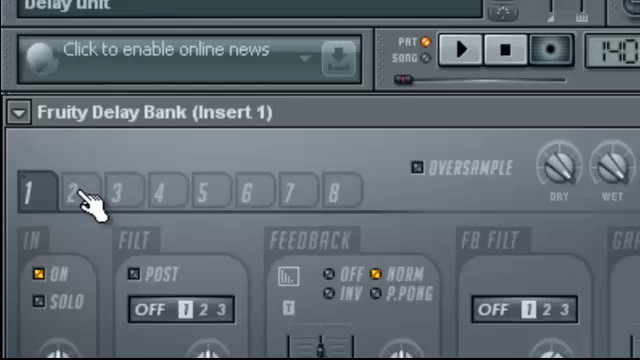 Delay unit
Click to enable online news
PAT
SONG
140
Fruity Delay Bank (Insert 1)
1 2 3 4 5 6 7 8
OVERSAMPLE
DRY WET
IN FILT FEEDBACK FB FILT
ON POST OFF NORM
SOLO INV P.PONG
OFF 1 2 3 OFF 1 2 3
T